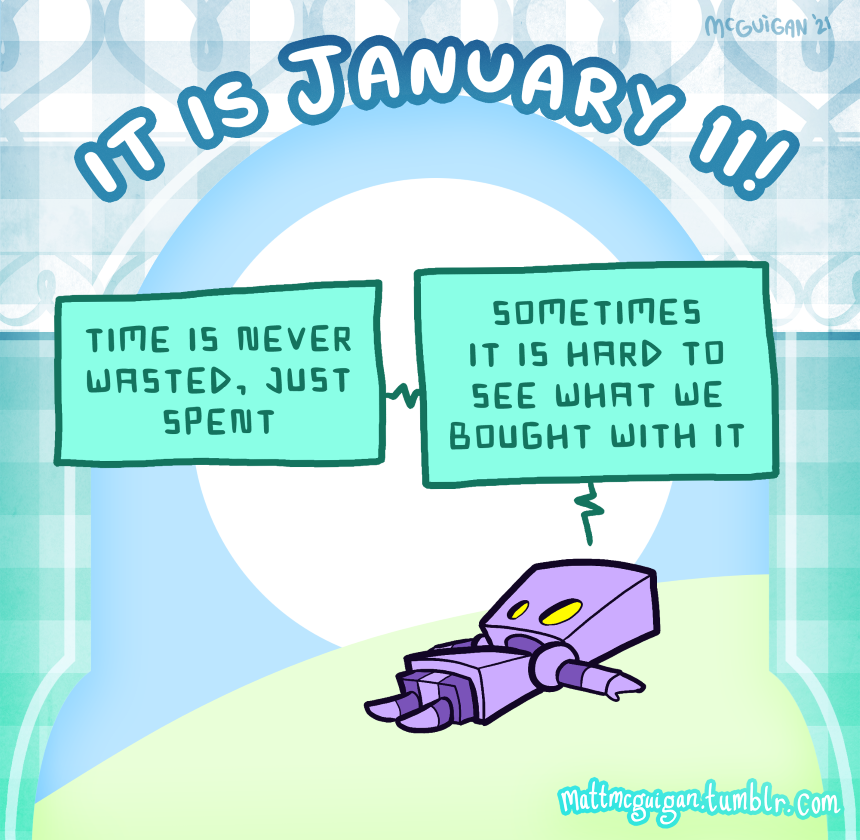 McGUiGAN '21
IT IS JANUARY 11!
TIME IS NEVER
WASTED, JUST
SPENT
SOMETIMES
IT IS HARD TO
SEE WHAT WE
BOUGHT WITH IT
mattmcguigan.tumblr.com